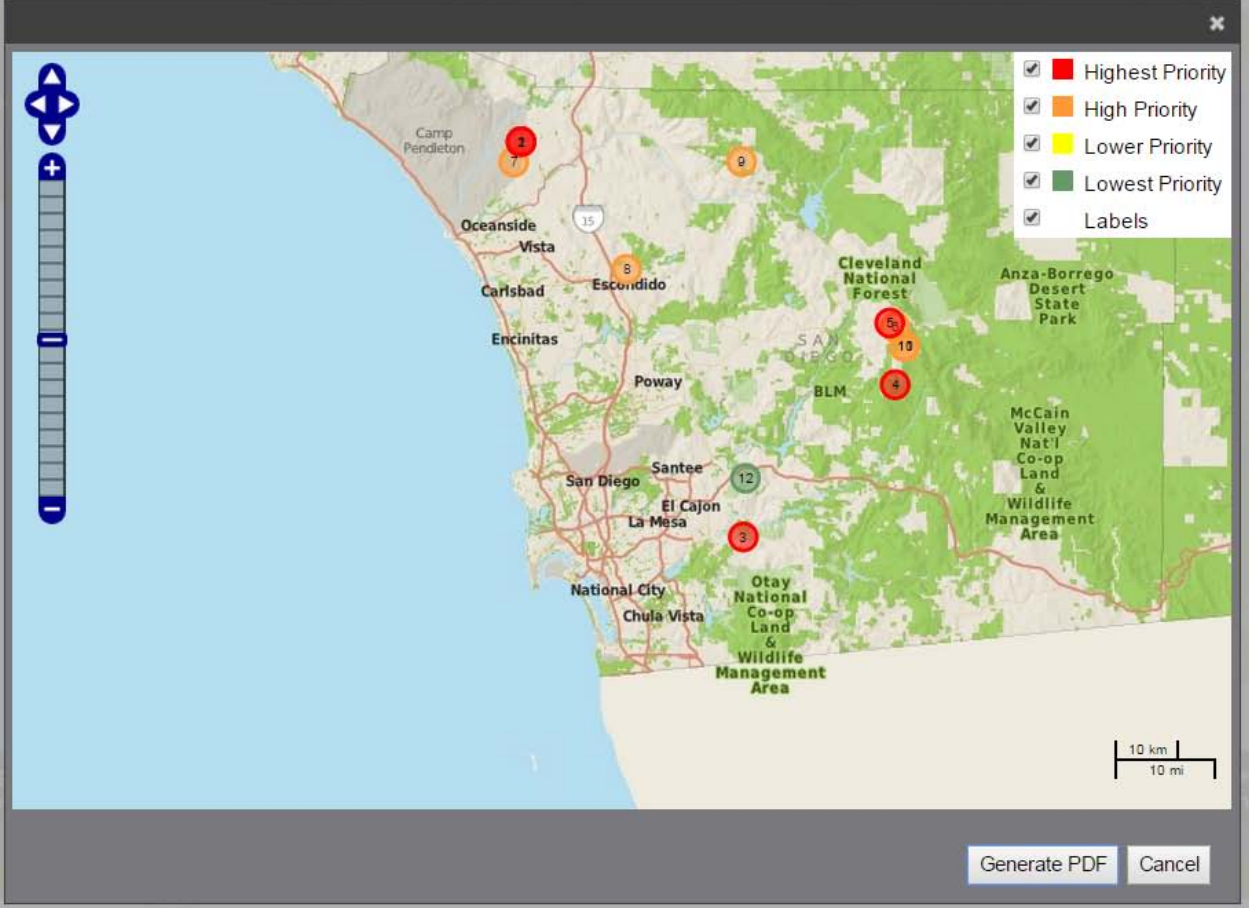 Highest Priority
High Priority
Lower Priority
Lowest Priority
Labels
Camp
Pendleton
7
9
Oceanside
15
Vista
8
Escondido
Carlsbad
Cleveland
National
Forest
Anza-Borrego
Desert
State
Park
5
Encinitas
SAN
DIEGO
Poway
BLM
4
McCain
Valley
Nat'l
Co-op
Land
&
Wildlife
Management
Area
Santee
San Diego
12
El Cajon
La Mesa
3
National City
Chula Vista
Otay
National
Co-op
Land
&
Wildlife
Management
Area
10 km
10 mi
Generate PDF
Cancel